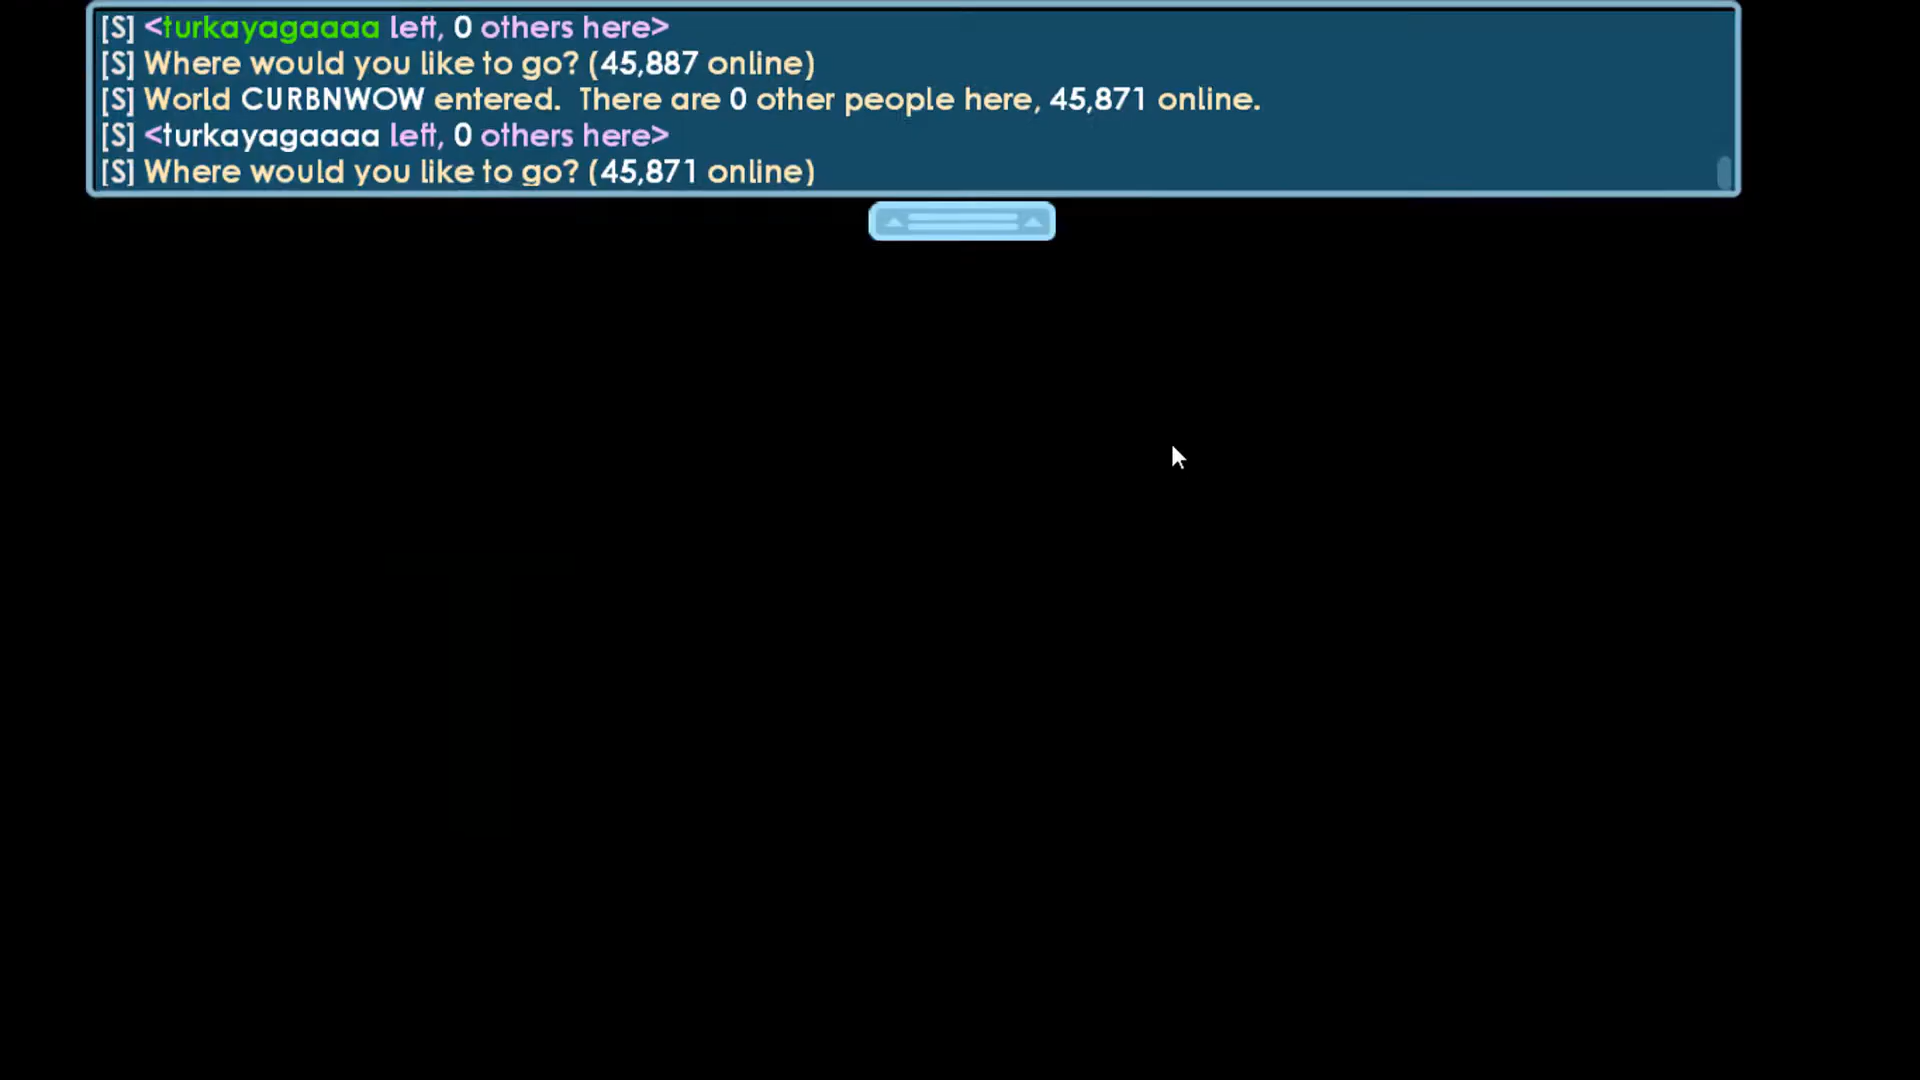 [S] <turkayagaaaa left, 0 others here>
[S] Where would you like to go? (45,887 online)
[S] World CURBNWOW entered.  There are 0 other people here, 45,871 online.
[S] <turkayagaaaa left, 0 others here>
[S] Where would you like to go? (45,871 online)